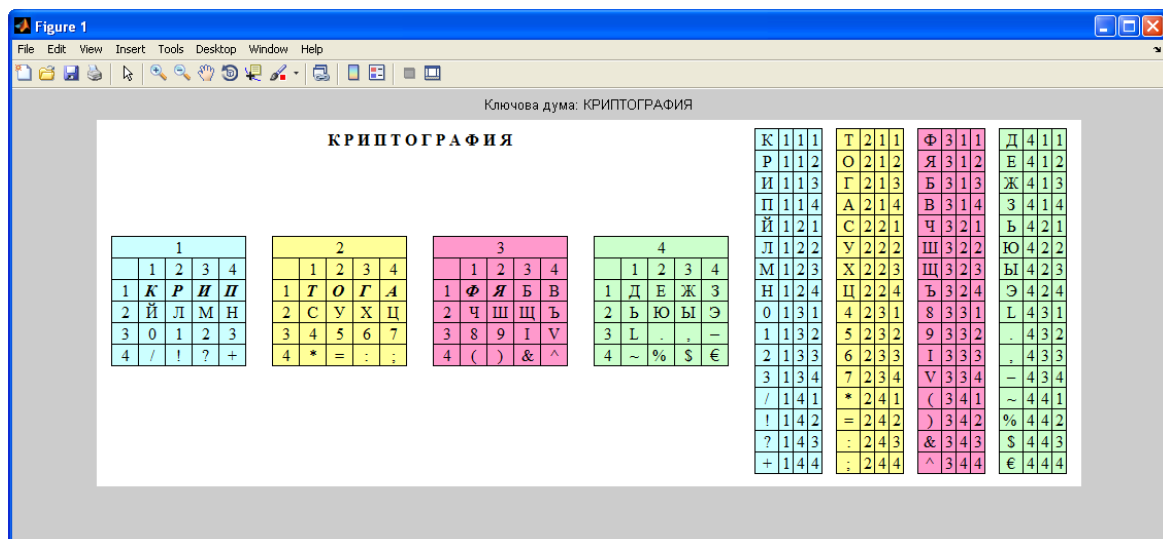 Figure 1
File Edit View Insert Tools Desktop Window Help
Ключова дума: КРИПТОГРАФИЯ
К Р И П Т О Г Р А Ф И Я
1
1 2 3 4
1 К Р И П
2 Й Л М Н
3 0 1 2 3
4 / ! ? +
2
1 2 3 4
1 Т О Г А
2 С У Х Ц
3 4 5 6 7
4 * = : ;
3
1 2 3 4
1 Ф Я Б В
2 Ч Ш Щ Ъ
3 8 9 I V
4 ( ) & ^
4
1 2 3 4
1 Д Е Ж З
2 Ь Ю Ы Э
3 L . , –
4 ~ % $ €
К 1 1 1
Р 1 1 2
И 1 1 3
П 1 1 4
Й 1 2 1
Л 1 2 2
М 1 2 3
Н 1 2 4
0 1 3 1
1 1 3 2
2 1 3 3
3 1 3 4
/ 1 4 1
! 1 4 2
? 1 4 3
+ 1 4 4
Т 2 1 1
О 2 1 2
Г 2 1 3
А 2 1 4
С 2 2 1
У 2 2 2
Х 2 2 3
Ц 2 2 4
4 2 3 1
5 2 3 2
6 2 3 3
7 2 3 4
* 2 4 1
= 2 4 2
: 2 4 3
; 2 4 4
Ф 3 1 1
Я 3 1 2
Б 3 1 3
В 3 1 4
Ч 3 2 1
Ш 3 2 2
Щ 3 2 3
Ъ 3 2 4
8 3 3 1
9 3 3 2
I 3 3 3
V 3 3 4
( 3 4 1
) 3 4 2
& 3 4 3
^ 3 4 4
Д 4 1 1
Е 4 1 2
Ж 4 1 3
З 4 1 4
Ь 4 2 1
Ю 4 2 2
Ы 4 2 3
Э 4 2 4
L 4 3 1
. 4 3 2
, 4 3 3
– 4 3 4
~ 4 4 1
% 4 4 2
$ 4 4 3
€ 4 4 4